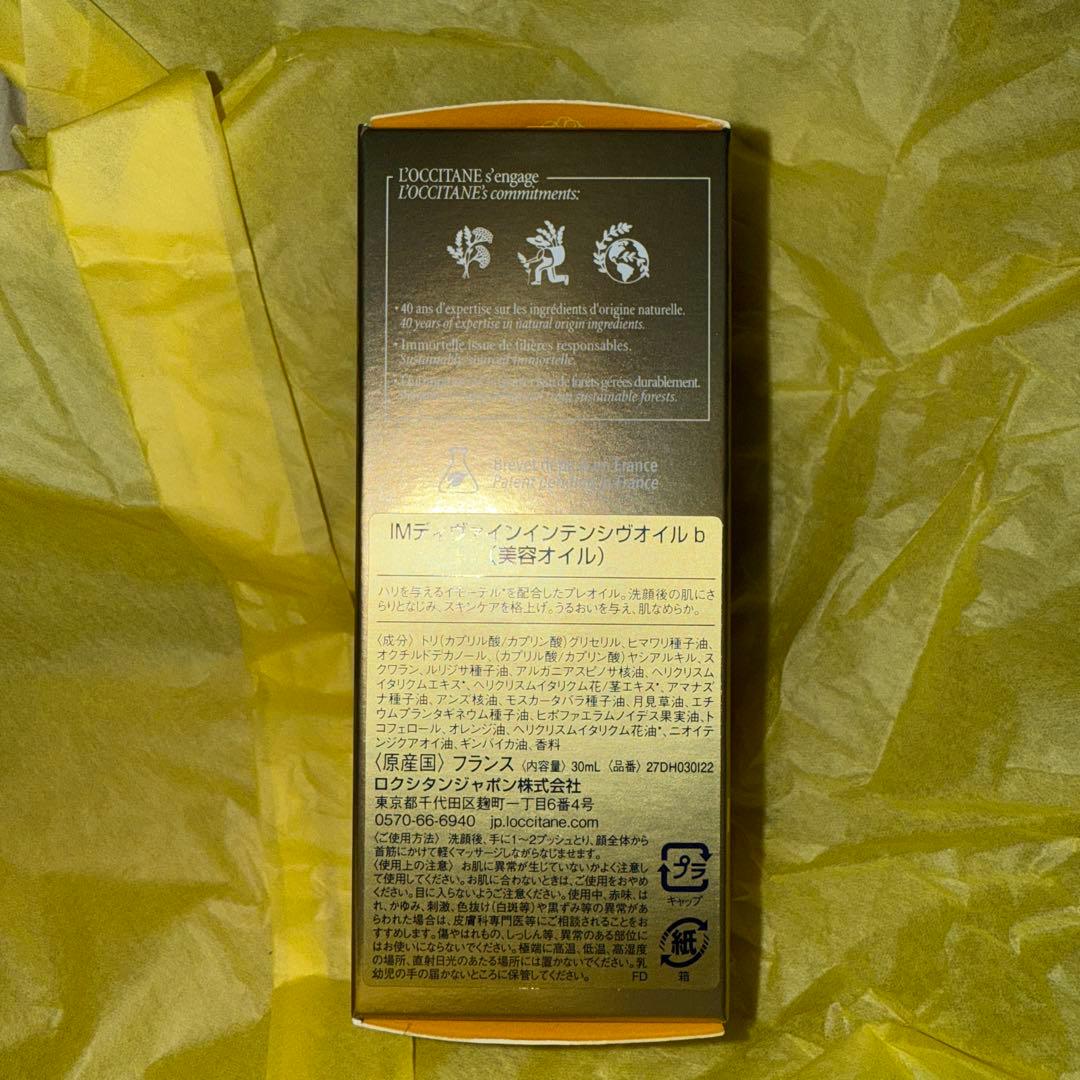 L'OCCITANE s'engage
L'OCCITANE's commitments:
• 40 ans d'expertise sur les ingrédients d'origine naturelle.
40 years of expertise in natural origin ingredients.
• Immortelle issue de filières responsables.
Sustainably sourced immortelle.
de forêts gérées durablement.
from sustainable forests.
Brevet déposé en France
Patent pending in France
IMディヴァインインテンシヴオイル b
(美容オイル)
ハリを与えるイモーテル*を配合したプレオイル。洗顔後の肌にさ
らりとなじみ、スキンケアを格上げ。うるおいを与え、肌なめらか。
〈成分〉トリ(カプリル酸/カプリン酸)グリセリル、ヒマワリ種子油、
オクチルドデカノール、(カプリル酸/カプリン酸)ヤシアルキル、ス
クワラン、ルリジサ種子油、アルガニアスピノサ核油、ヘリクリスム
イタリクムエキス*、ヘリクリスムイタリクム花/茎エキス*、アマナズ
ナ種子油、アンズ核油、モスカータバラ種子油、月見草油、エチ
ウムプランタギネウム種子油、ヒポファエラムノイデス果実油、ト
コフェロール、オレンジ油、ヘリクリスムイタリクム花油*、ニオイテ
ンジクアオイ油、ギンバイカ油、香料
〈原産国〉フランス 〈内容量〉30mL 〈品番〉27DH030I22
ロクシタンジャポン株式会社
東京都千代田区麹町一丁目6番4号
0570-66-6940 jp.loccitane.com
〈ご使用方法〉 洗顔後、手に1〜2プッシュとり、顔全体から
首筋にかけて軽くマッサージしながらなじませます。
〈使用上の注意〉 お肌に異常が生じていないかよく注意し
て使用してください。お肌に合わないときは、ご使用をおやめ
ください。目に入らないようご注意ください。使用中、赤味、は
れ、かゆみ、刺激、色抜け(白斑等)や黒ずみ等の異常があ
らわれた場合は、皮膚科専門医等にご相談されることをお
すすめします。傷やはれもの、しっしん等、異常のある部位に
はお使いにならないでください。極端に高温、低温、高湿度
の場所、直射日光のあたる場所には置かないでください。乳
幼児の手の届かないところに保管してください。
FD
プラ
キャップ
紙
箱